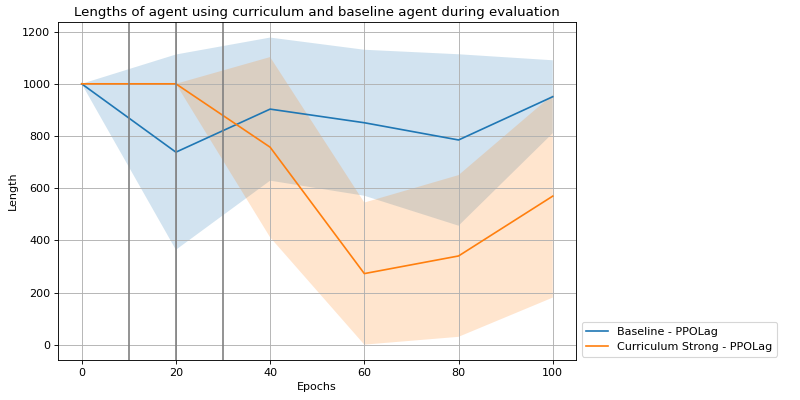 Lengths of agent using curriculum and baseline agent during evaluation
1200
1000
800
600
400
200
0
Length
0 20 40 60 80 100
Epochs
Baseline - PPOLag
Curriculum Strong - PPOLag